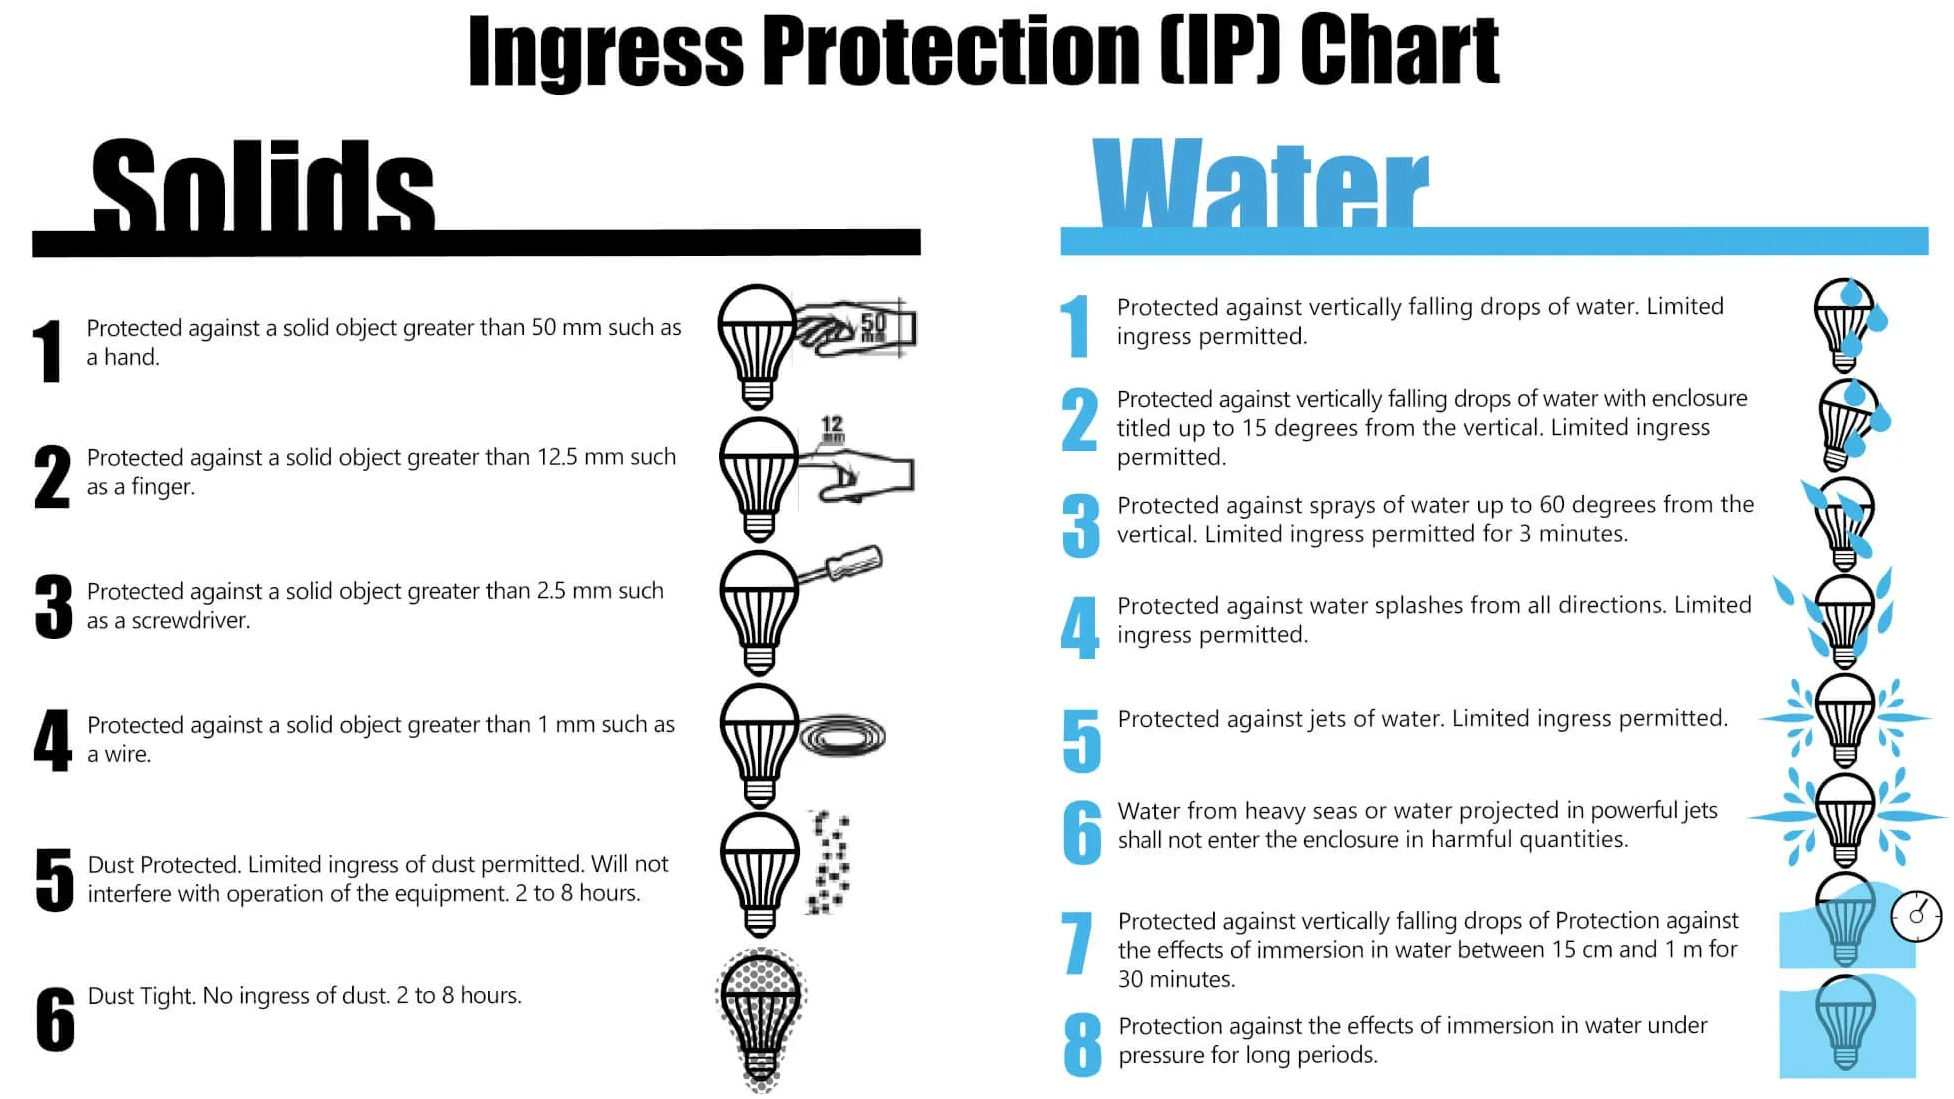 Ingress Protection (IP) Chart
Solids
1
Protected against a solid object greater than 50 mm such as
a hand.
50
mm
2
Protected against a solid object greater than 12.5 mm such
as a finger.
12
mm
3
Protected against a solid object greater than 2.5 mm such
as a screwdriver.
4
Protected against a solid object greater than 1 mm such as
a wire.
5
Dust Protected. Limited ingress of dust permitted. Will not
interfere with operation of the equipment. 2 to 8 hours.
6
Dust Tight. No ingress of dust. 2 to 8 hours.
Water
1
Protected against vertically falling drops of water. Limited
ingress permitted.
2
Protected against vertically falling drops of water with enclosure
titled up to 15 degrees from the vertical. Limited ingress
permitted.
3
Protected against sprays of water up to 60 degrees from the
vertical. Limited ingress permitted for 3 minutes.
4
Protected against water splashes from all directions. Limited
ingress permitted.
5
Protected against jets of water. Limited ingress permitted.
6
Water from heavy seas or water projected in powerful jets
shall not enter the enclosure in harmful quantities.
7
Protected against vertically falling drops of Protection against
the effects of immersion in water between 15 cm and 1 m for
30 minutes.
8
Protection against the effects of immersion in water under
pressure for long periods.